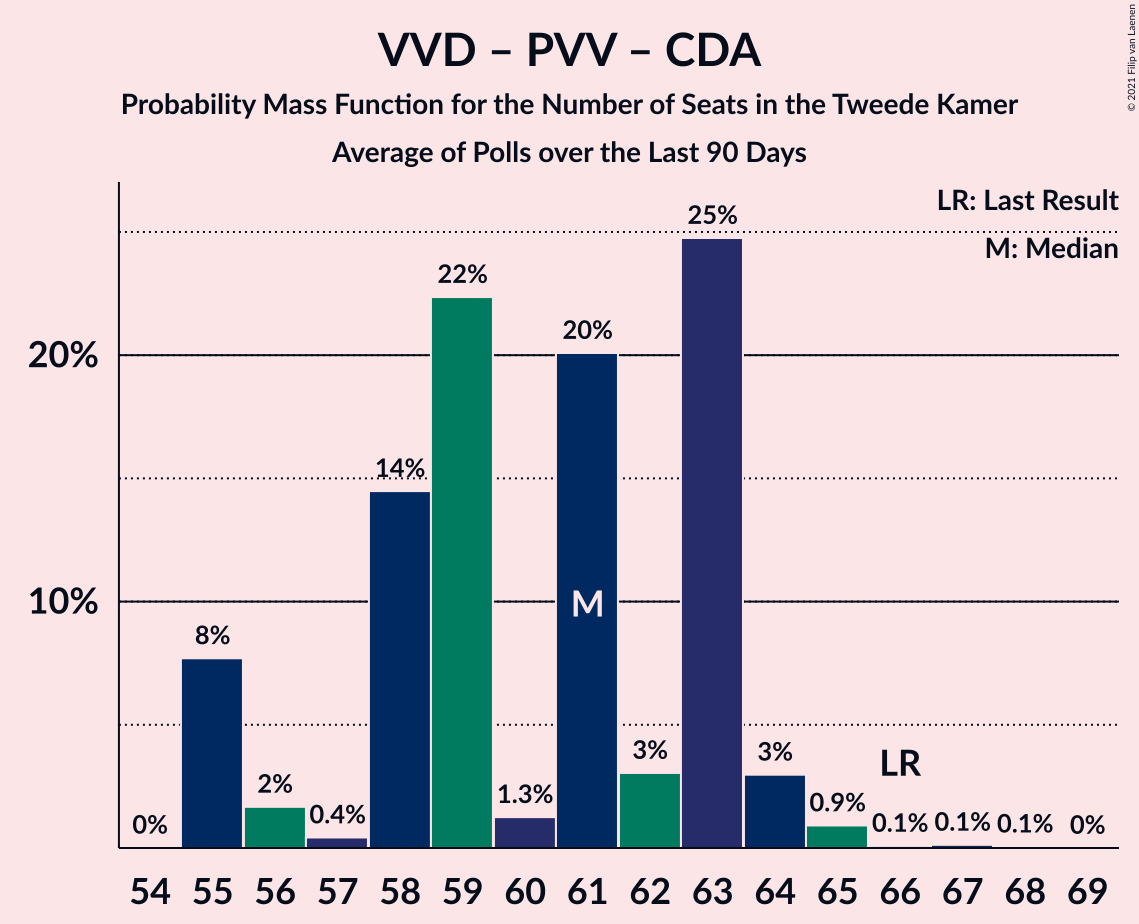 VVD – PVV – CDA
Probability Mass Function for the Number of Seats in the Tweede Kamer
Average of Polls over the Last 90 Days
© 2021 Filip van Laenen
LR: Last Result
M: Median
20%
10%
0%
8%
2%
0.4%
14%
22%
1.3%
20%
3%
25%
3%
0.9%
0.1%
0.1%
0.1%
0%
M
LR
54 55 56 57 58 59 60 61 62 63 64 65 66 67 68 69